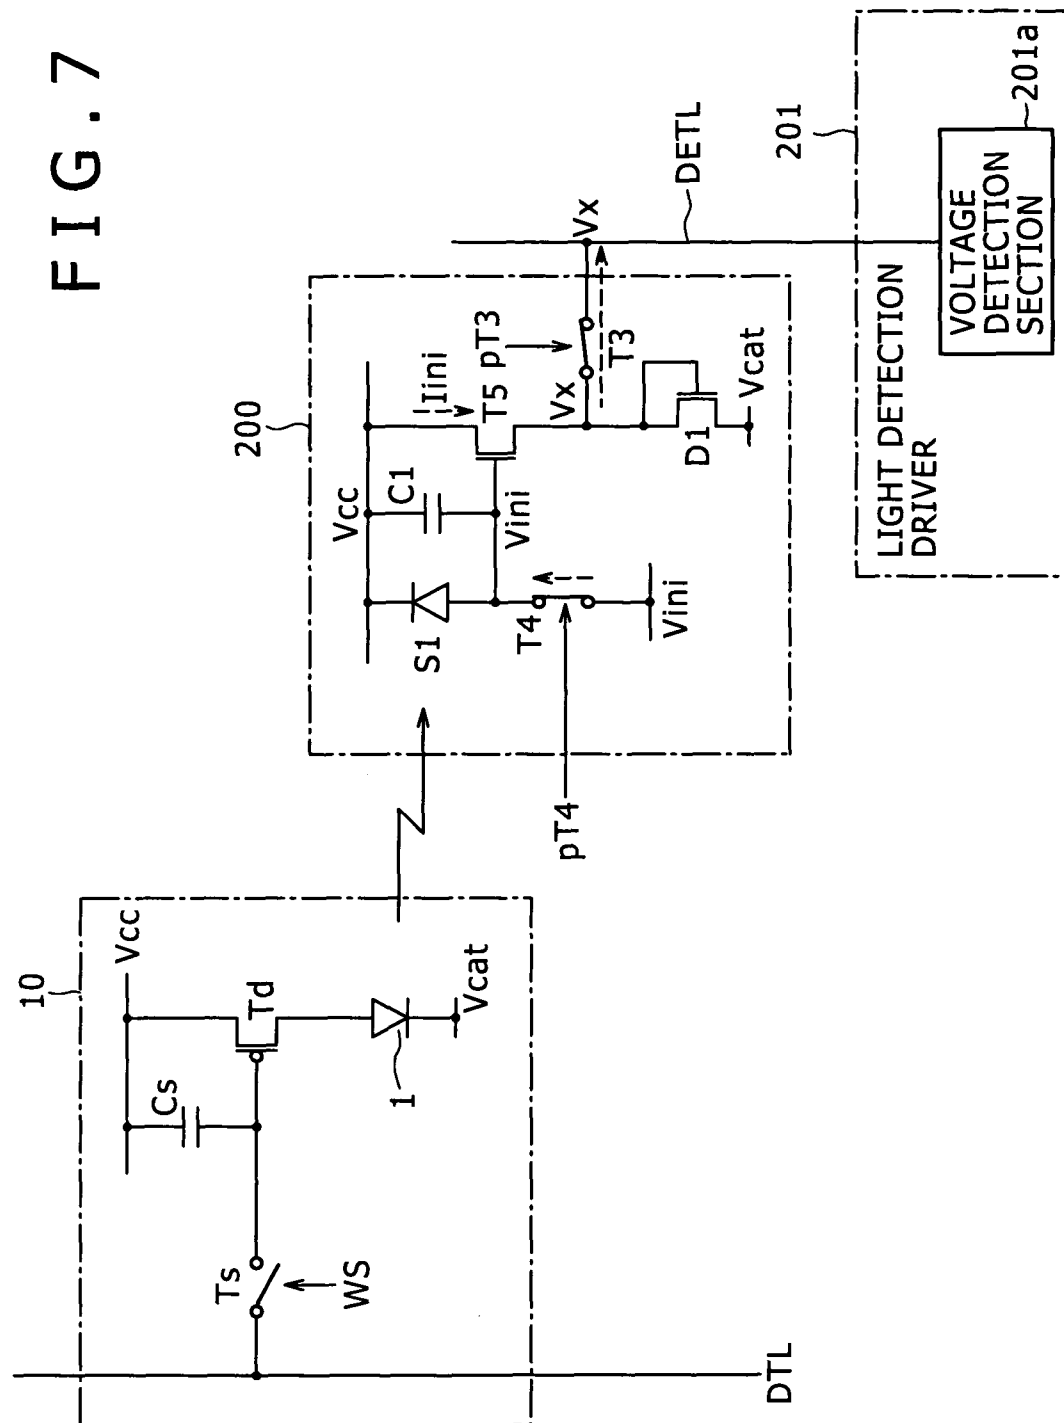 FIG.7
10
Vcc
Cs
Td
Ts
WS
1
Vcat
DTL
200
Vcc
C1
Iini
S1
Vini
T5
pT3
T4
Vx
Vx
T3
pT4
Vini
D1
Vcat
DETL
201
LIGHT DETECTION
DRIVER
VOLTAGE
DETECTION
SECTION
201a